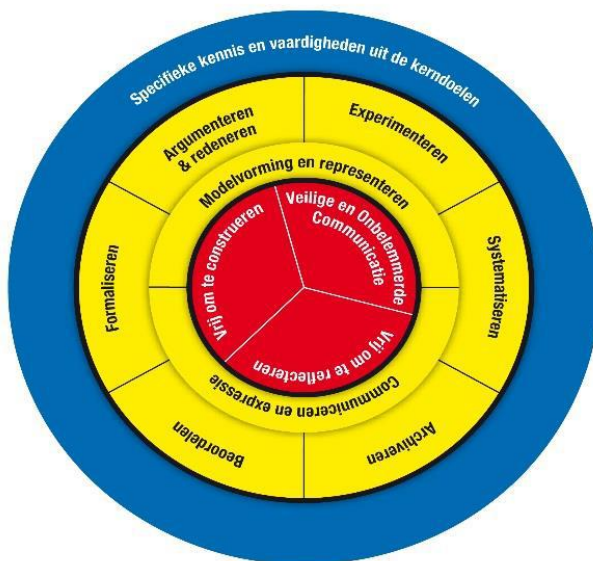 Specifieke kennis en vaardigheden uit de kerndoelen
Argumenteren
& redeneren
Experimenteren
Systematiseren
Archiveren
Beoordelen
Formaliseren
Modelvorming en representeren
Communiceren en expressie
Vrij om te construeren
Veilige en Onbelemmerde
Communicatie
Vrij om te reflecteren